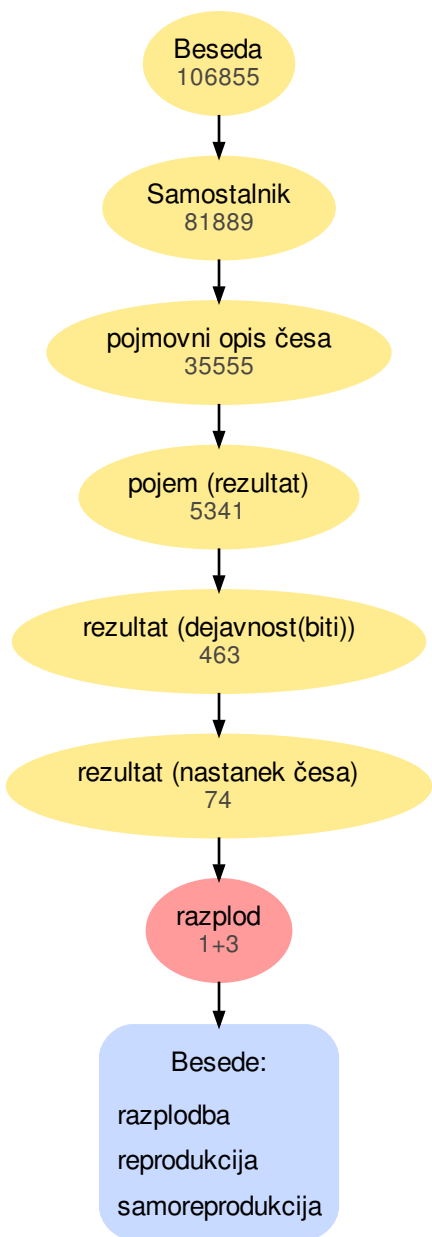 Beseda
106855
Samostalnik
81889
pojmovni opis česa
35555
pojem (rezultat)
5341
rezultat (dejavnost(biti))
463
rezultat (nastanek česa)
74
razplod
1+3
Besede:
razplodba
reprodukcija
samoreprodukcija